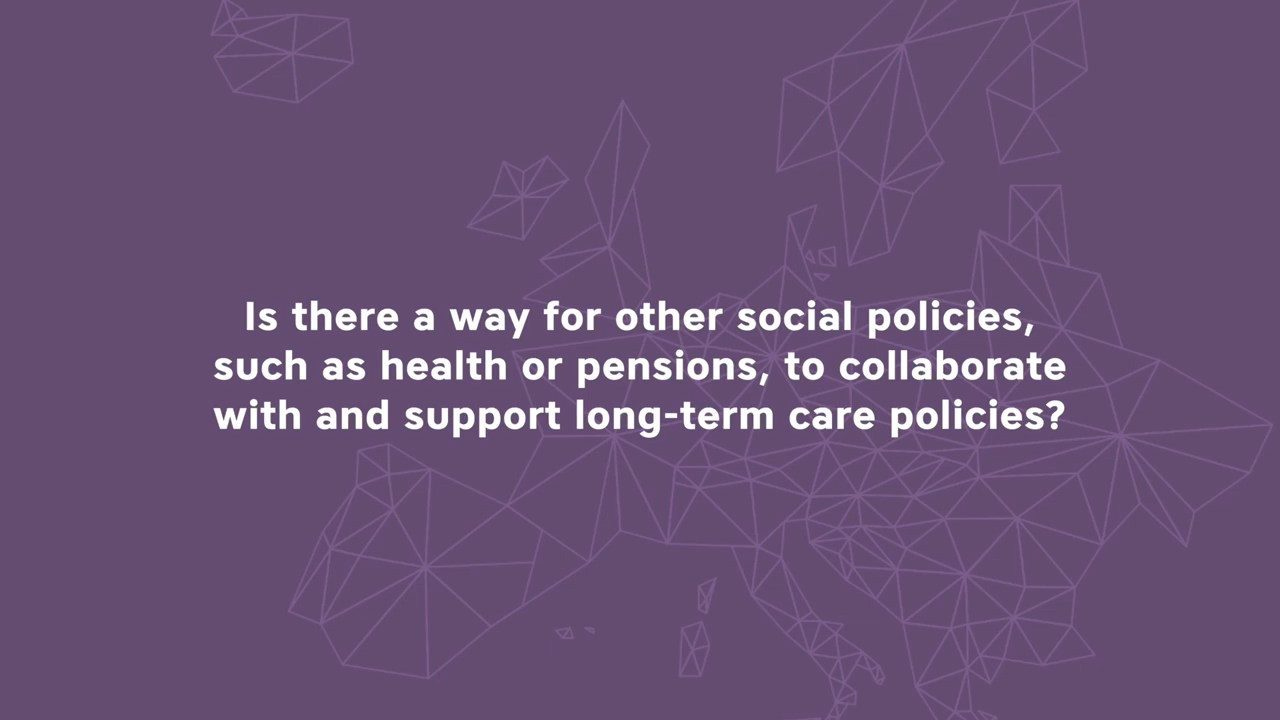 Is there a way for other social policies,
such as health or pensions, to collaborate
with and support long-term care policies?